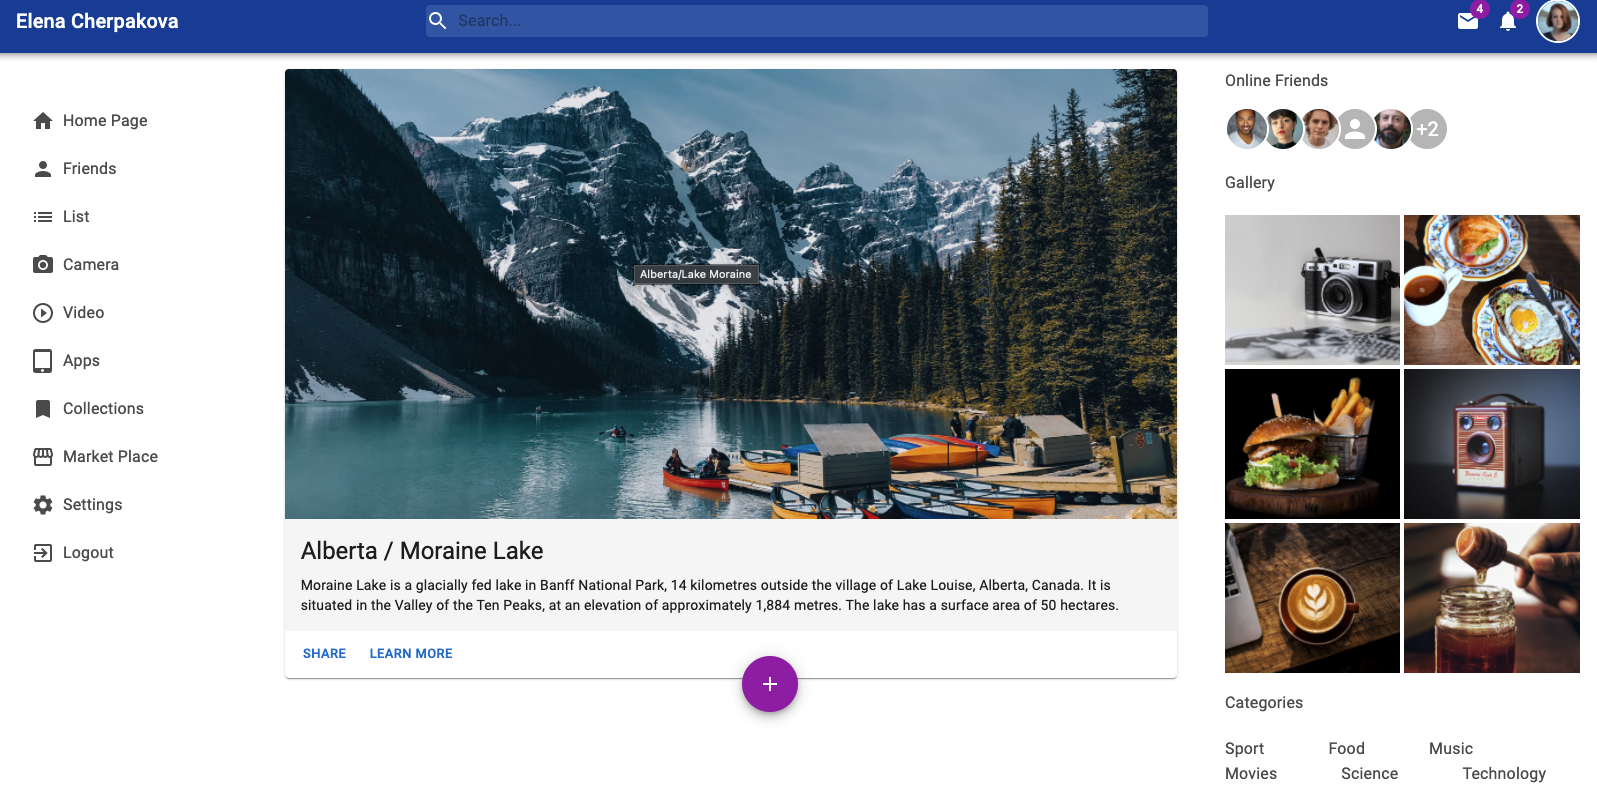 Elena Cherpakova
Search...
4
2
Home Page
Friends
List
Camera
Video
Apps
Collections
Market Place
Settings
Logout
Alberta/Lake Moraine
Alberta / Moraine Lake
Moraine Lake is a glacially fed lake in Banff National Park, 14 kilometres outside the village of Lake Louise, Alberta, Canada. It is
situated in the Valley of the Ten Peaks, at an elevation of approximately 1,884 metres. The lake has a surface area of 50 hectares.
SHARE LEARN MORE
+
Online Friends
+2
Gallery
Categories
Sport Food Music
Movies Science Technology